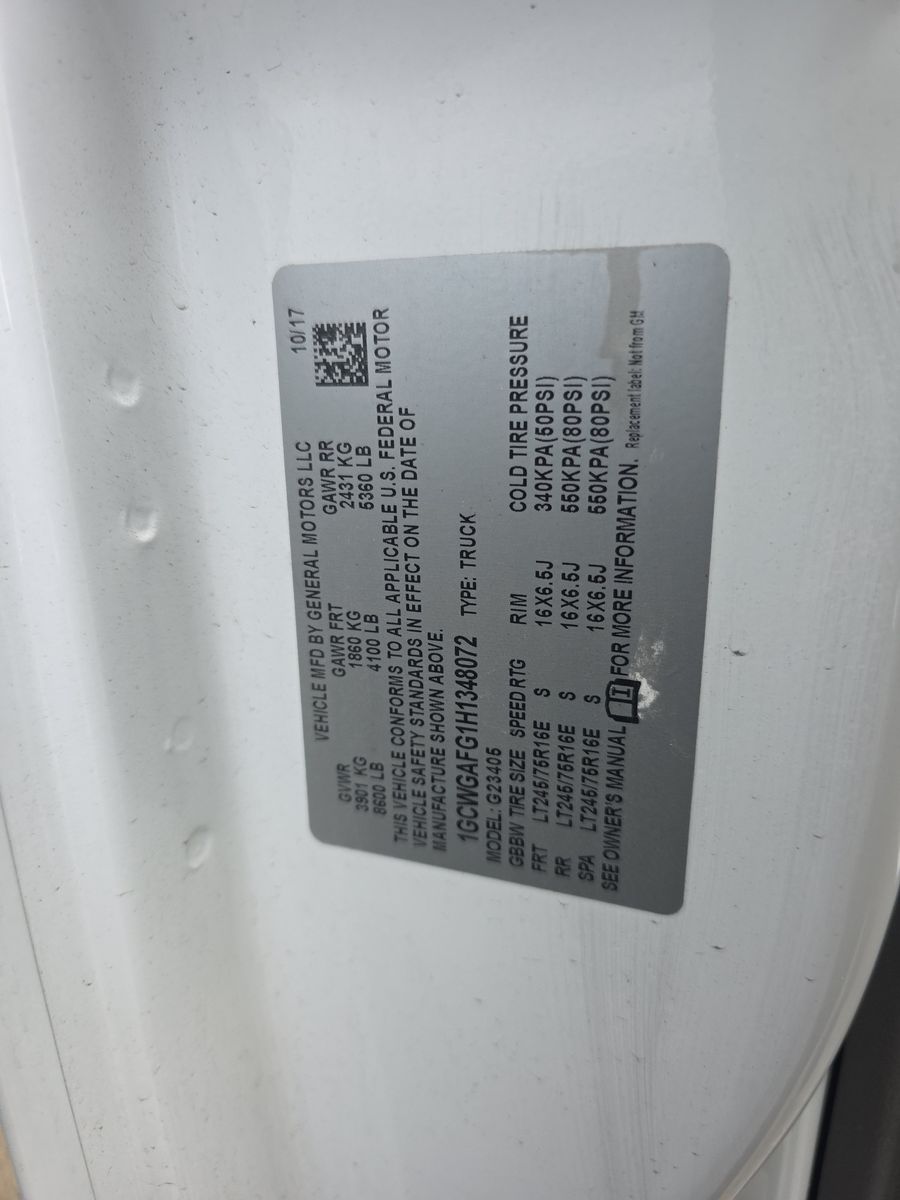 VEHICLE MFD BY GENERAL MOTORS LLC 10/17
GVWR GAWR FRT GAWR RR
3901 KG 1860 KG 2431 KG
8600 LB 4100 LB 5360 LB
THIS VEHICLE CONFORMS TO ALL APPLICABLE U.S. FEDERAL MOTOR
VEHICLE SAFETY STANDARDS IN EFFECT ON THE DATE OF
MANUFACTURE SHOWN ABOVE.
1GCWGAFG1H1348072 TYPE: TRUCK
MODEL: G23405
GBBW TIRE SIZE SPEED RTG RIM COLD TIRE PRESSURE
FRT LT245/75R16E S 16X6.5J 340KPA(50PSI)
RR LT245/75R16E S 16X6.5J 550KPA(80PSI)
SPA LT245/75R16E S 16X6.5J 550KPA(80PSI)
SEE OWNER'S MANUAL FOR MORE INFORMATION. Replacement label: Not from GM